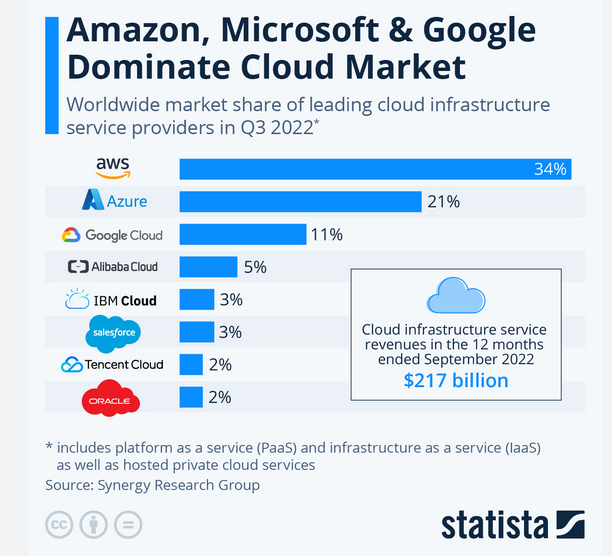 Amazon, Microsoft & Google
Dominate Cloud Market
Worldwide market share of leading cloud infrastructure
service providers in Q3 2022*
aws 34%
Azure 21%
Google Cloud 11%
Alibaba Cloud 5%
IBM Cloud 3%
salesforce 3%
Tencent Cloud 2%
ORACLE 2%
Cloud infrastructure service
revenues in the 12 months
ended September 2022
$217 billion
* includes platform as a service (PaaS) and infrastructure as a service (IaaS)
as well as hosted private cloud services
Source: Synergy Research Group
cc
statista